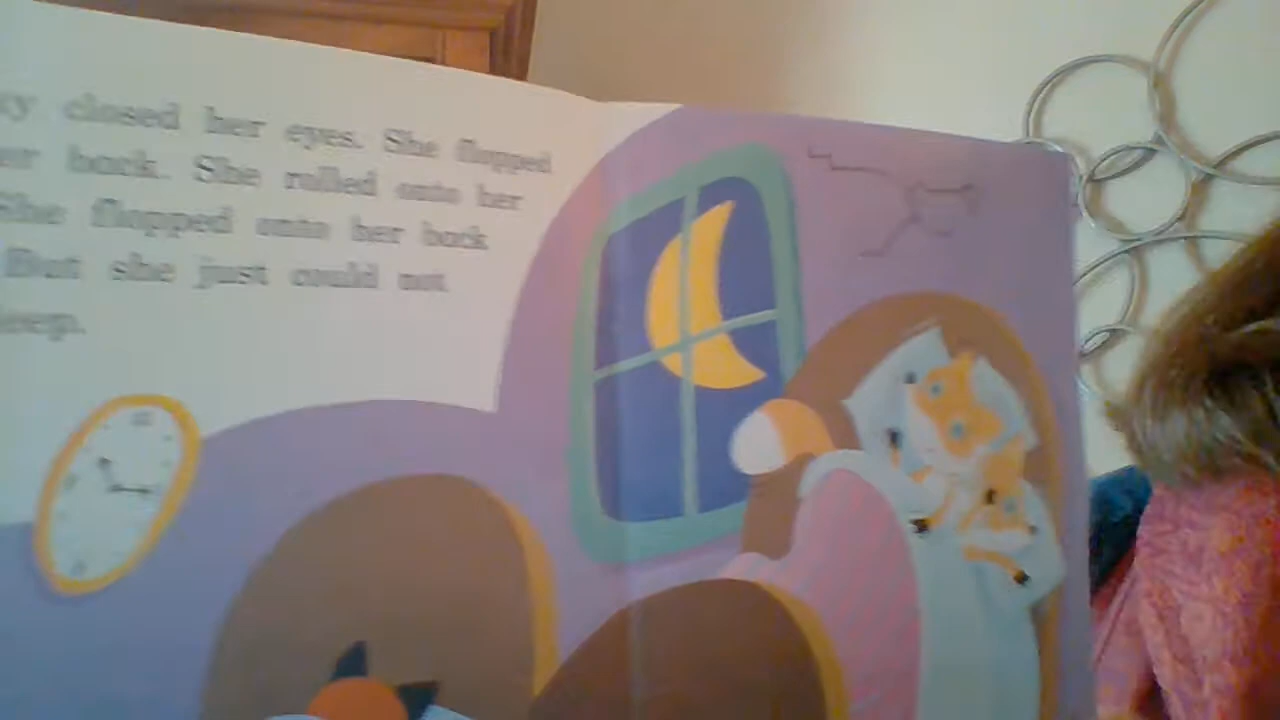 closed her eyes. She flopped
back. She rolled onto her
She flopped onto her back
But she just could not